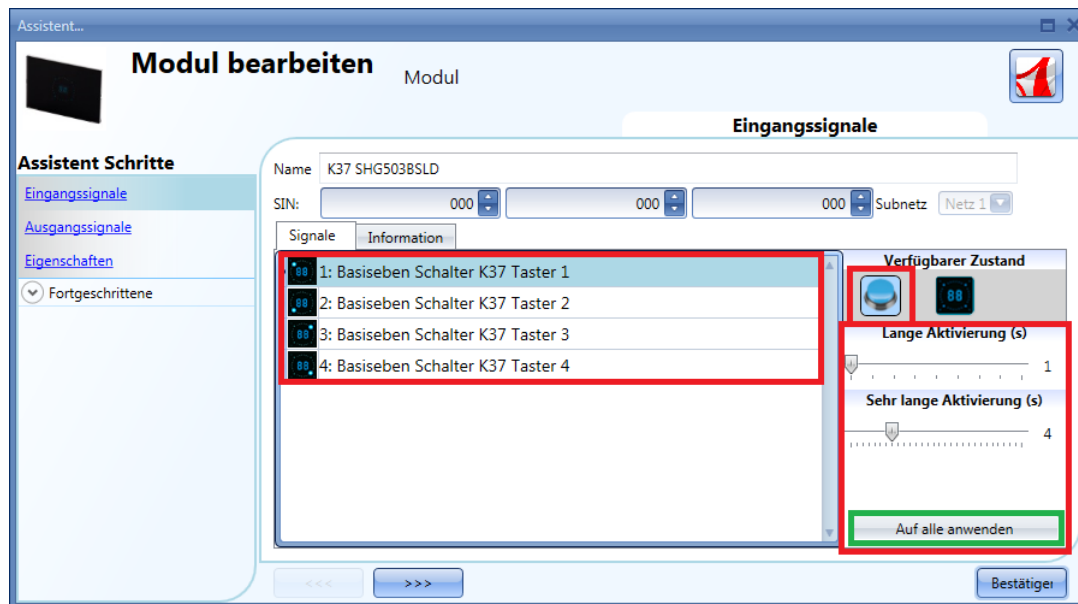 Assistent...
Modul bearbeiten Modul
Eingangssignale
Assistent Schritte
Eingangssignale
Ausgangssignale
Eigenschaften
Fortgeschrittene
Name K37 SHG503BSLD
SIN: 000 000 000 Subnetz Netz 1
Signale Information
1: Basiseben Schalter K37 Taster 1
2: Basiseben Schalter K37 Taster 2
3: Basiseben Schalter K37 Taster 3
4: Basiseben Schalter K37 Taster 4
Verfügbarer Zustand
88
Lange Aktivierung (s)
1
Sehr lange Aktivierung (s)
4
Auf alle anwenden
<<< >>> Bestätiger